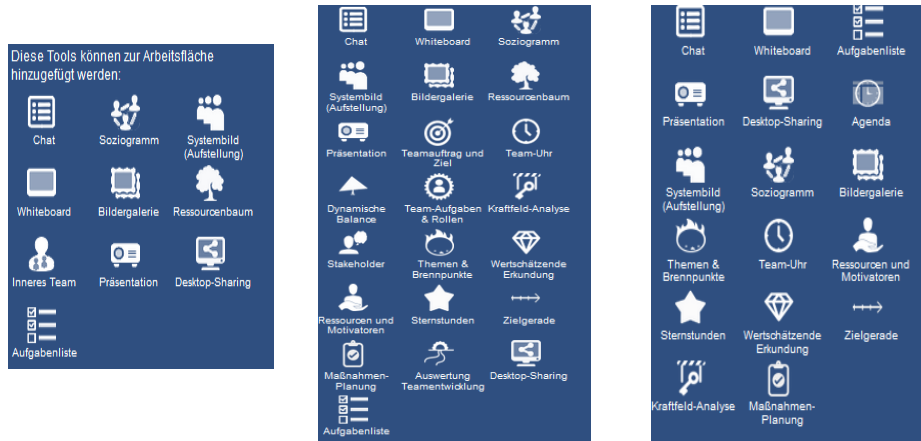 Diese Tools können zur Arbeitsfläche
hinzugefügt werden:
Chat
Soziogramm
Systembild
(Aufstellung)
Whiteboard
Bildergalerie
Ressourcenbaum
Inneres Team
Präsentation
Desktop-Sharing
Aufgabenliste
Chat
Whiteboard
Soziogramm
Systembild
(Aufstellung)
Bildergalerie
Ressourcenbaum
Präsentation
Teamauftrag und
Ziel
Team-Uhr
Dynamische
Balance
Team-Aufgaben
& Rollen
Kraftfeld-Analyse
Stakeholder
Themen &
Brennpunkte
Wertschätzende
Erkundung
Ressourcen und
Motivatoren
Sternstunden
Zielgerade
Maßnahmen-
Planung
Auswertung
Teamentwicklung
Desktop-Sharing
Aufgabenliste
Chat
Whiteboard
Aufgabenliste
Präsentation
Desktop-Sharing
Agenda
Systembild
(Aufstellung)
Soziogramm
Bildergalerie
Themen &
Brennpunkte
Team-Uhr
Ressourcen und
Motivatoren
Sternstunden
Wertschätzende
Erkundung
Zielgerade
Kraftfeld-Analyse
Maßnahmen-
Planung